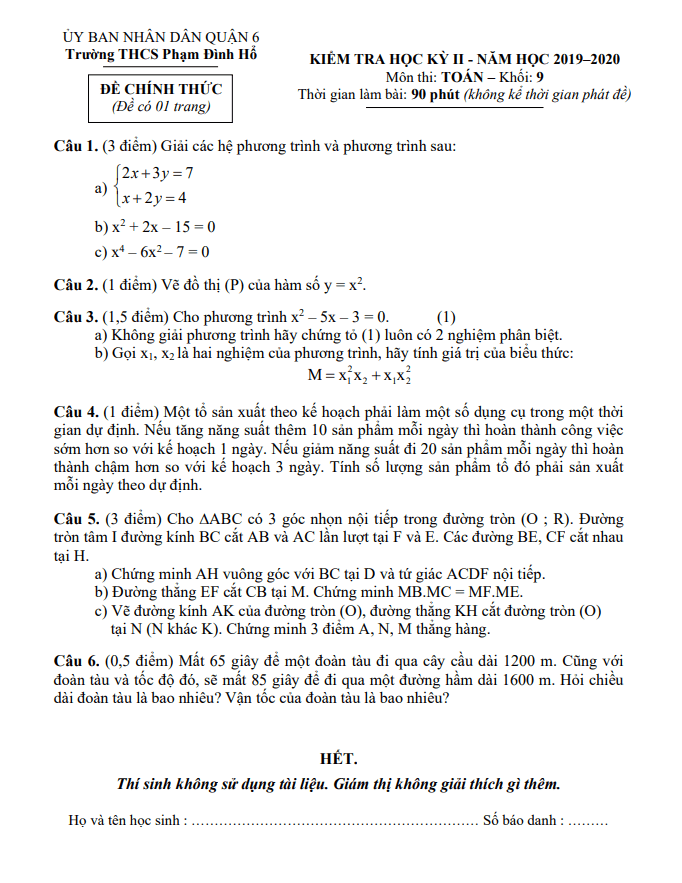 ỦY BAN NHÂN DÂN QUẬN 6
Trường THCS Phạm Đình Hổ
ĐỀ CHÍNH THỨC
(Đề có 01 trang)
KIỂM TRA HỌC KỲ II - NĂM HỌC 2019–2020
Môn thi: TOÁN – Khối: 9
Thời gian làm bài: 90 phút (không kể thời gian phát đề)
Câu 1. (3 điểm) Giải các hệ phương trình và phương trình sau:
a) {2x + 3y = 7
x + 2y = 4
b) x² + 2x – 15 = 0
c) x⁴ – 6x² – 7 = 0
Câu 2. (1 điểm) Vẽ đồ thị (P) của hàm số y = x².
Câu 3. (1,5 điểm) Cho phương trình x² – 5x – 3 = 0. (1)
a) Không giải phương trình hãy chứng tỏ (1) luôn có 2 nghiệm phân biệt.
b) Gọi x₁, x₂ là hai nghiệm của phương trình, hãy tính giá trị của biểu thức:
M = x₁²x₂ + x₁x₂²
Câu 4. (1 điểm) Một tổ sản xuất theo kế hoạch phải làm một số dụng cụ trong một thời
gian dự định. Nếu tăng năng suất thêm 10 sản phẩm mỗi ngày thì hoàn thành công việc
sớm hơn so với kế hoạch 1 ngày. Nếu giảm năng suất đi 20 sản phẩm mỗi ngày thì hoàn
thành chậm hơn so với kế hoạch 3 ngày. Tính số lượng sản phẩm tổ đó phải sản xuất
mỗi ngày theo dự định.
Câu 5. (3 điểm) Cho ΔABC có 3 góc nhọn nội tiếp trong đường tròn (O ; R). Đường
tròn tâm I đường kính BC cắt AB và AC lần lượt tại F và E. Các đường BE, CF cắt nhau
tại H.
a) Chứng minh AH vuông góc với BC tại D và tứ giác ACDF nội tiếp.
b) Đường thẳng EF cắt CB tại M. Chứng minh MB.MC = MF.ME.
c) Vẽ đường kính AK của đường tròn (O), đường thẳng KH cắt đường tròn (O)
tại N (N khác K). Chứng minh 3 điểm A, N, M thẳng hàng.
Câu 6. (0,5 điểm) Mất 65 giây để một đoàn tàu đi qua cây cầu dài 1200 m. Cũng với
đoàn tàu và tốc độ đó, sẽ mất 85 giây để đi qua một đường hầm dài 1600 m. Hỏi chiều
dài đoàn tàu là bao nhiêu? Vận tốc của đoàn tàu là bao nhiêu?
HẾT.
Thí sinh không sử dụng tài liệu. Giám thị không giải thích gì thêm.
Họ và tên học sinh : ………………………………………………… Số báo danh : ………